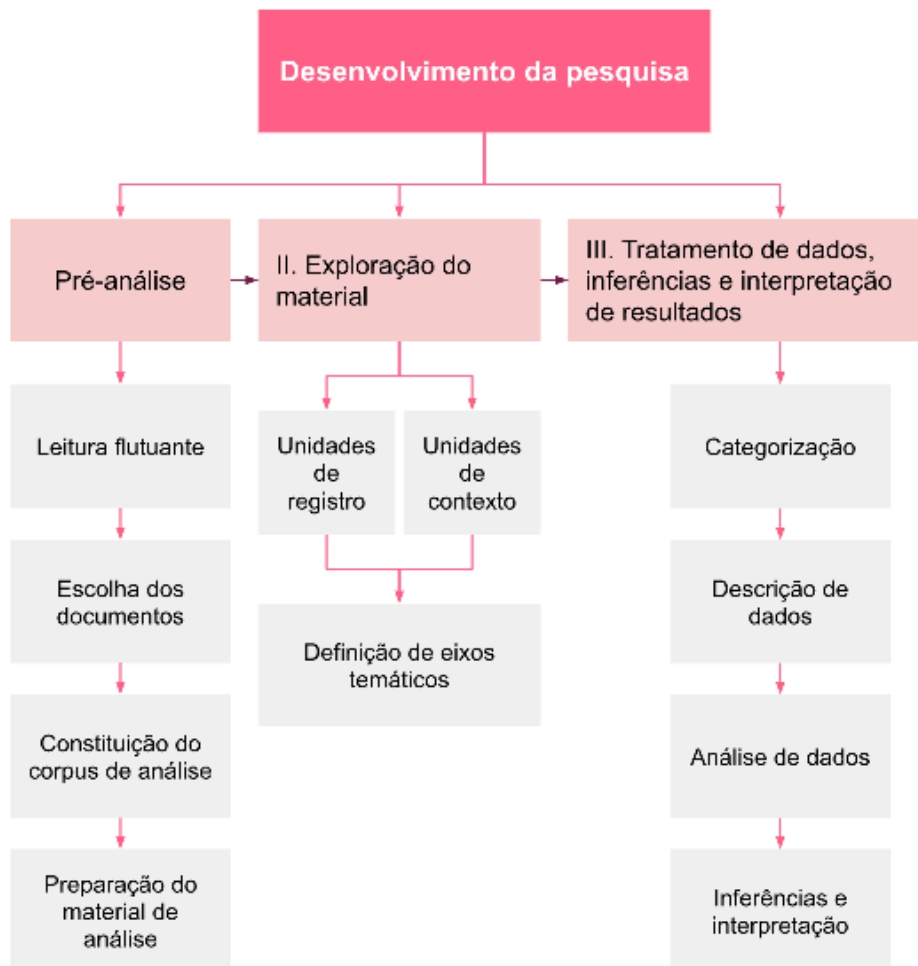 Desenvolvimento da pesquisa
Pré-análise
II. Exploração do
material
III. Tratamento de dados,
inferências e interpretação
de resultados
Leitura flutuante
Unidades
de
registro
Unidades
de contexto
Categorização
Escolha dos
documentos
Definição de eixos
temáticos
Descrição de
dados
Constituição do
corpus de análise
Análise de dados
Preparação do
material de
análise
Inferências e
interpretação